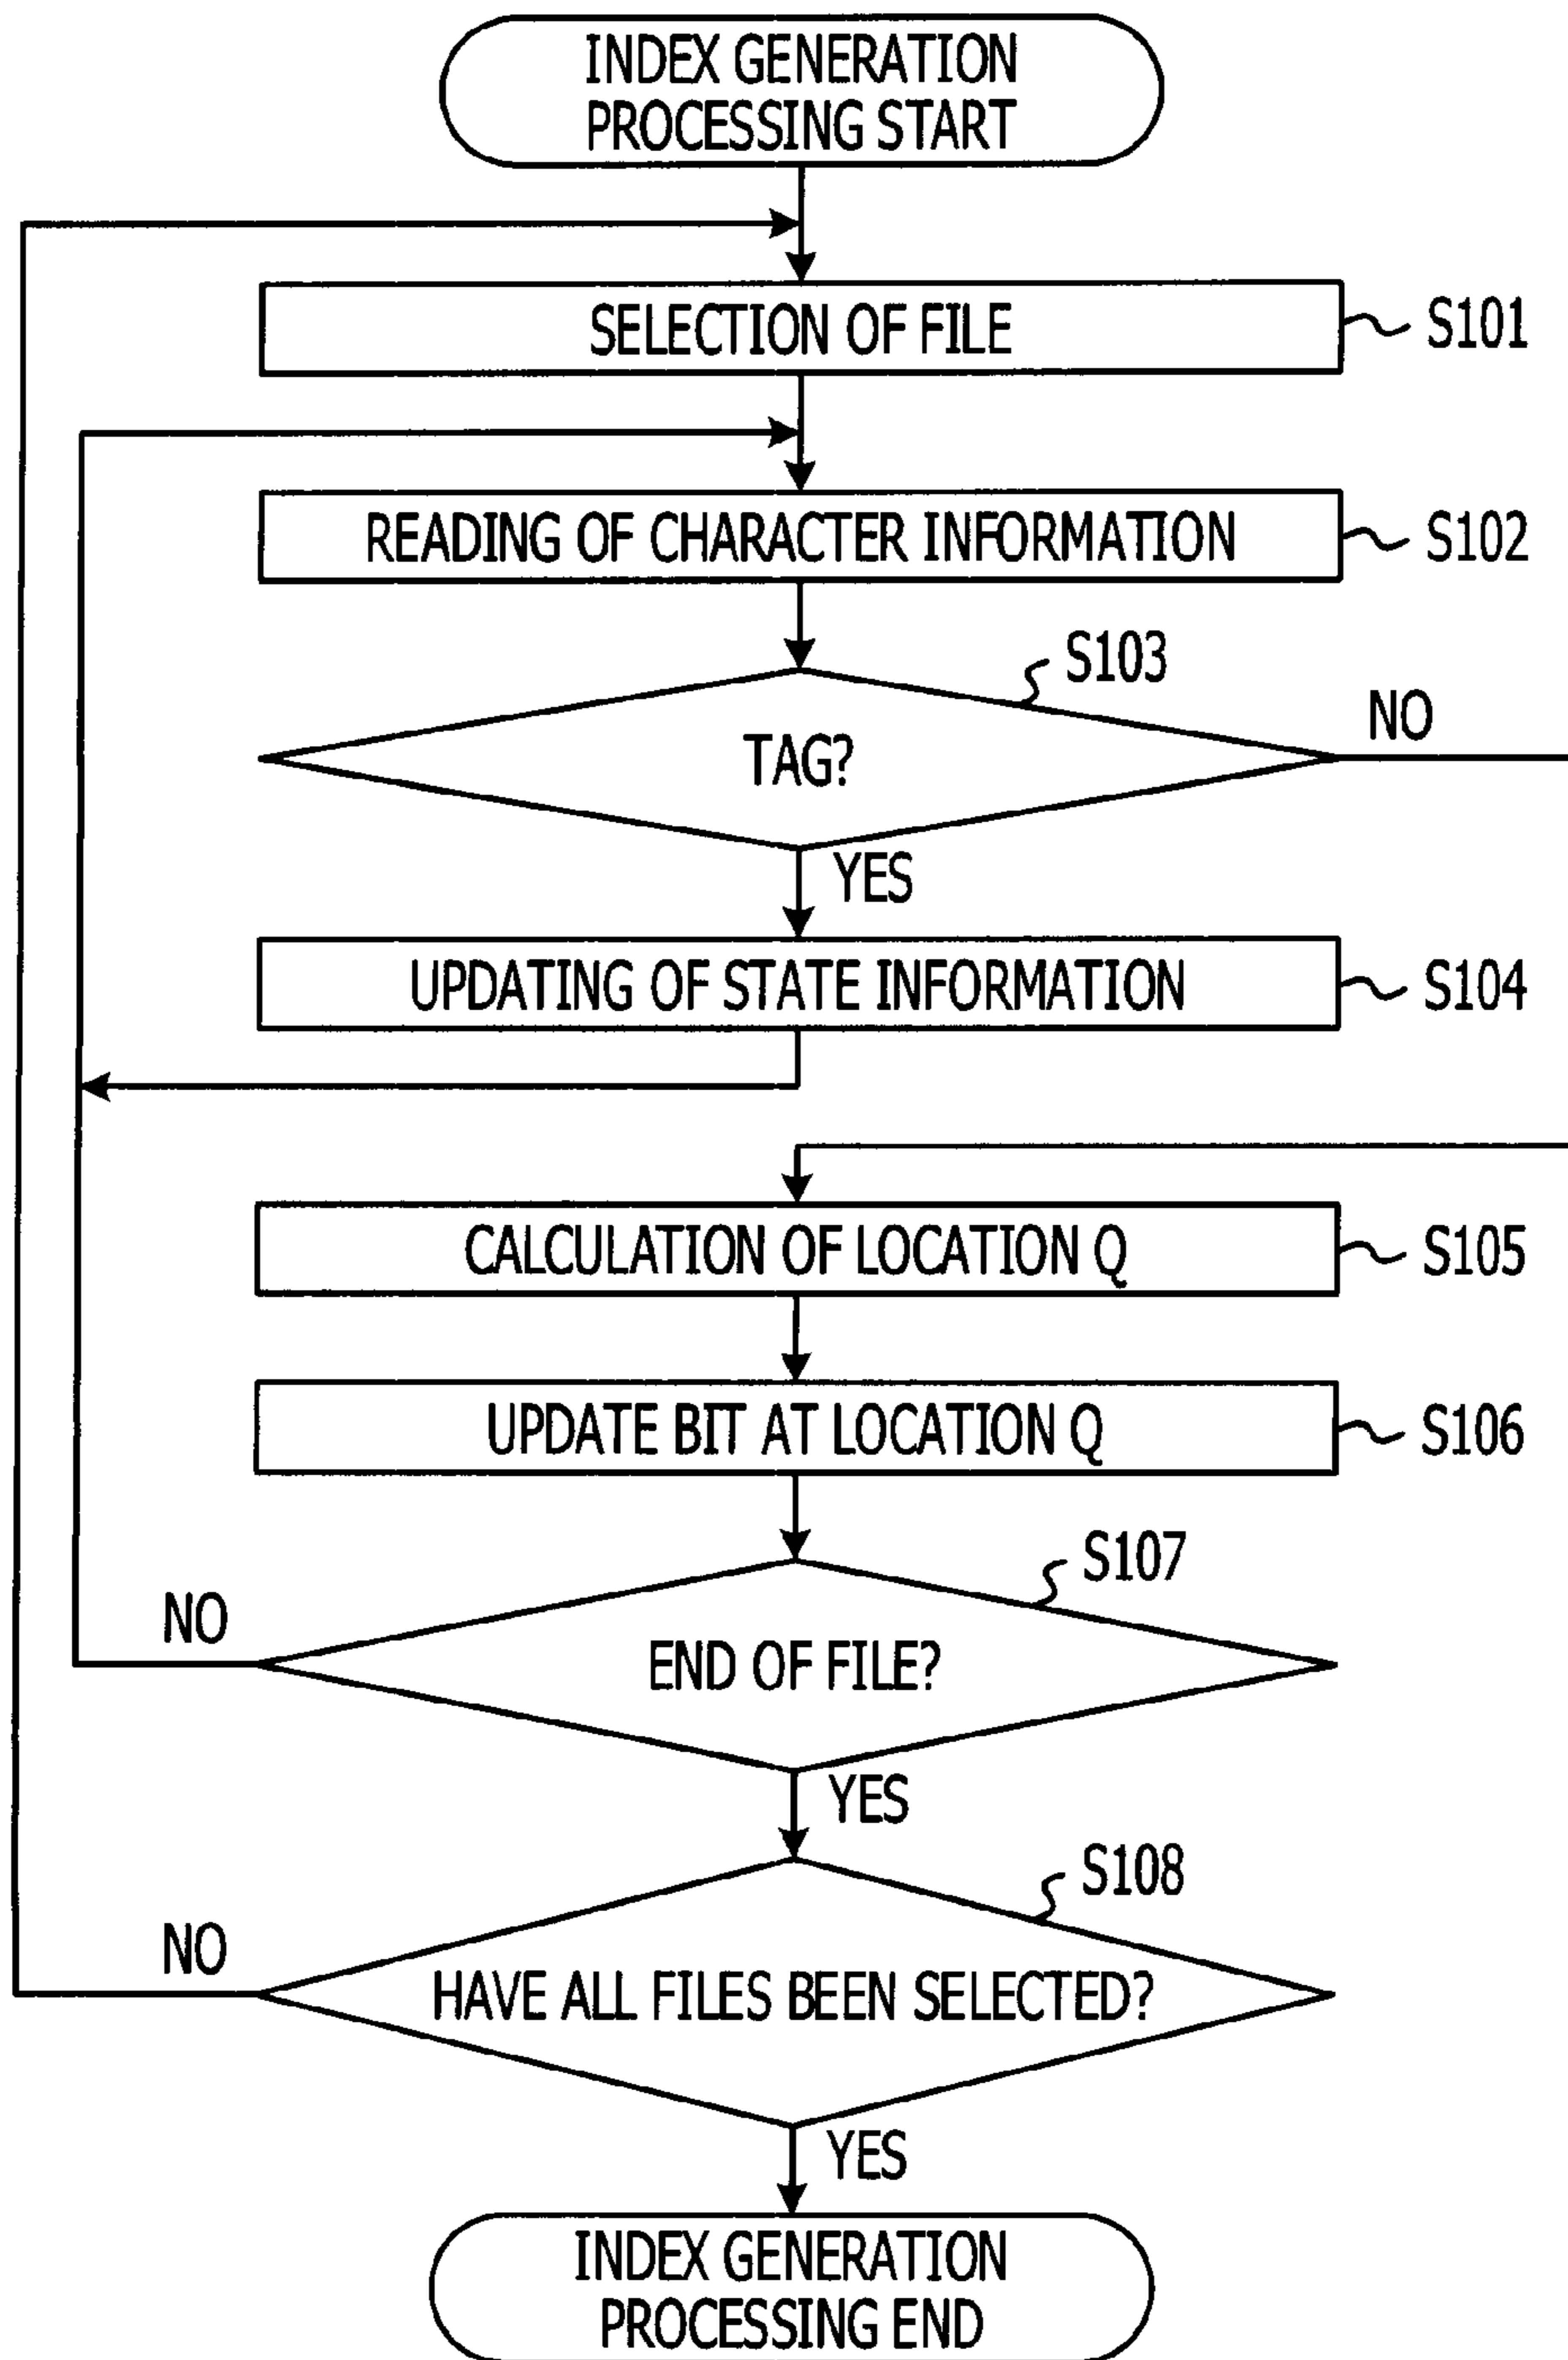 INDEX GENERATION
PROCESSING START
SELECTION OF FILE
S101
READING OF CHARACTER INFORMATION
S102
S103
NO
TAG?
YES
UPDATING OF STATE INFORMATION
S104
CALCULATION OF LOCATION Q
S105
UPDATE BIT AT LOCATION Q
S106
S107
NO
END OF FILE?
YES
S108
NO
HAVE ALL FILES BEEN SELECTED?
YES
INDEX GENERATION
PROCESSING END